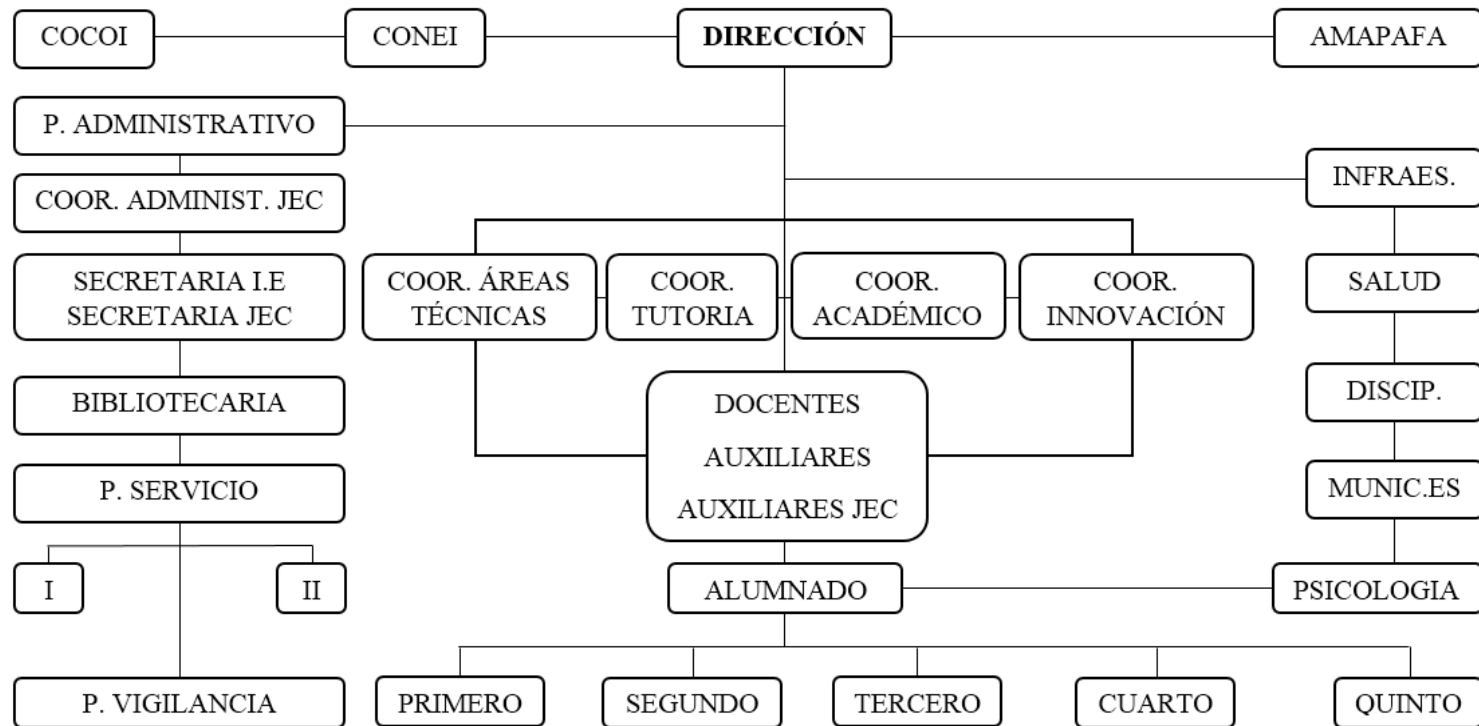 COCOI
CONEI
DIRECCIÓN
AMAPAFA
P. ADMINISTRATIVO
COOR. ADMINIST. JEC
SECRETARIA I.E
SECRETARIA JEC
BIBLIOTECARIA
P. SERVICIO
I
II
P. VIGILANCIA
COOR. ÁREAS
TÉCNICAS
COOR.
TUTORIA
COOR.
ACADÉMICO
COOR.
INNOVACIÓN
DOCENTES
AUXILIARES
AUXILIARES JEC
INFRAES.
SALUD
DISCIP.
MUNIC.ES
PSICOLOGIA
ALUMNADO
PRIMERO
SEGUNDO
TERCERO
CUARTO
QUINTO